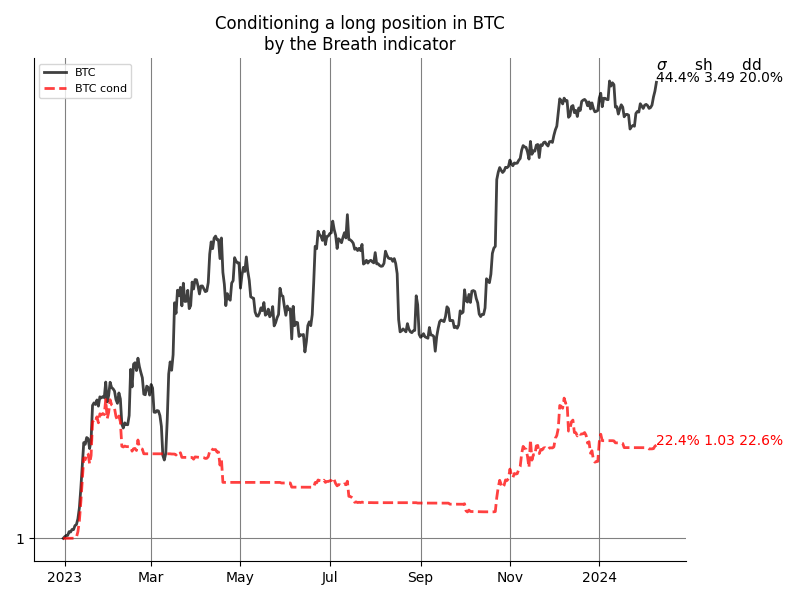 Conditioning a long position in BTC
by the Breath indicator
σ sh dd
44.4% 3.49 20.0%
BTC
BTC cond
22.4% 1.03 22.6%
1
2023 Mar May Jul Sep Nov 2024